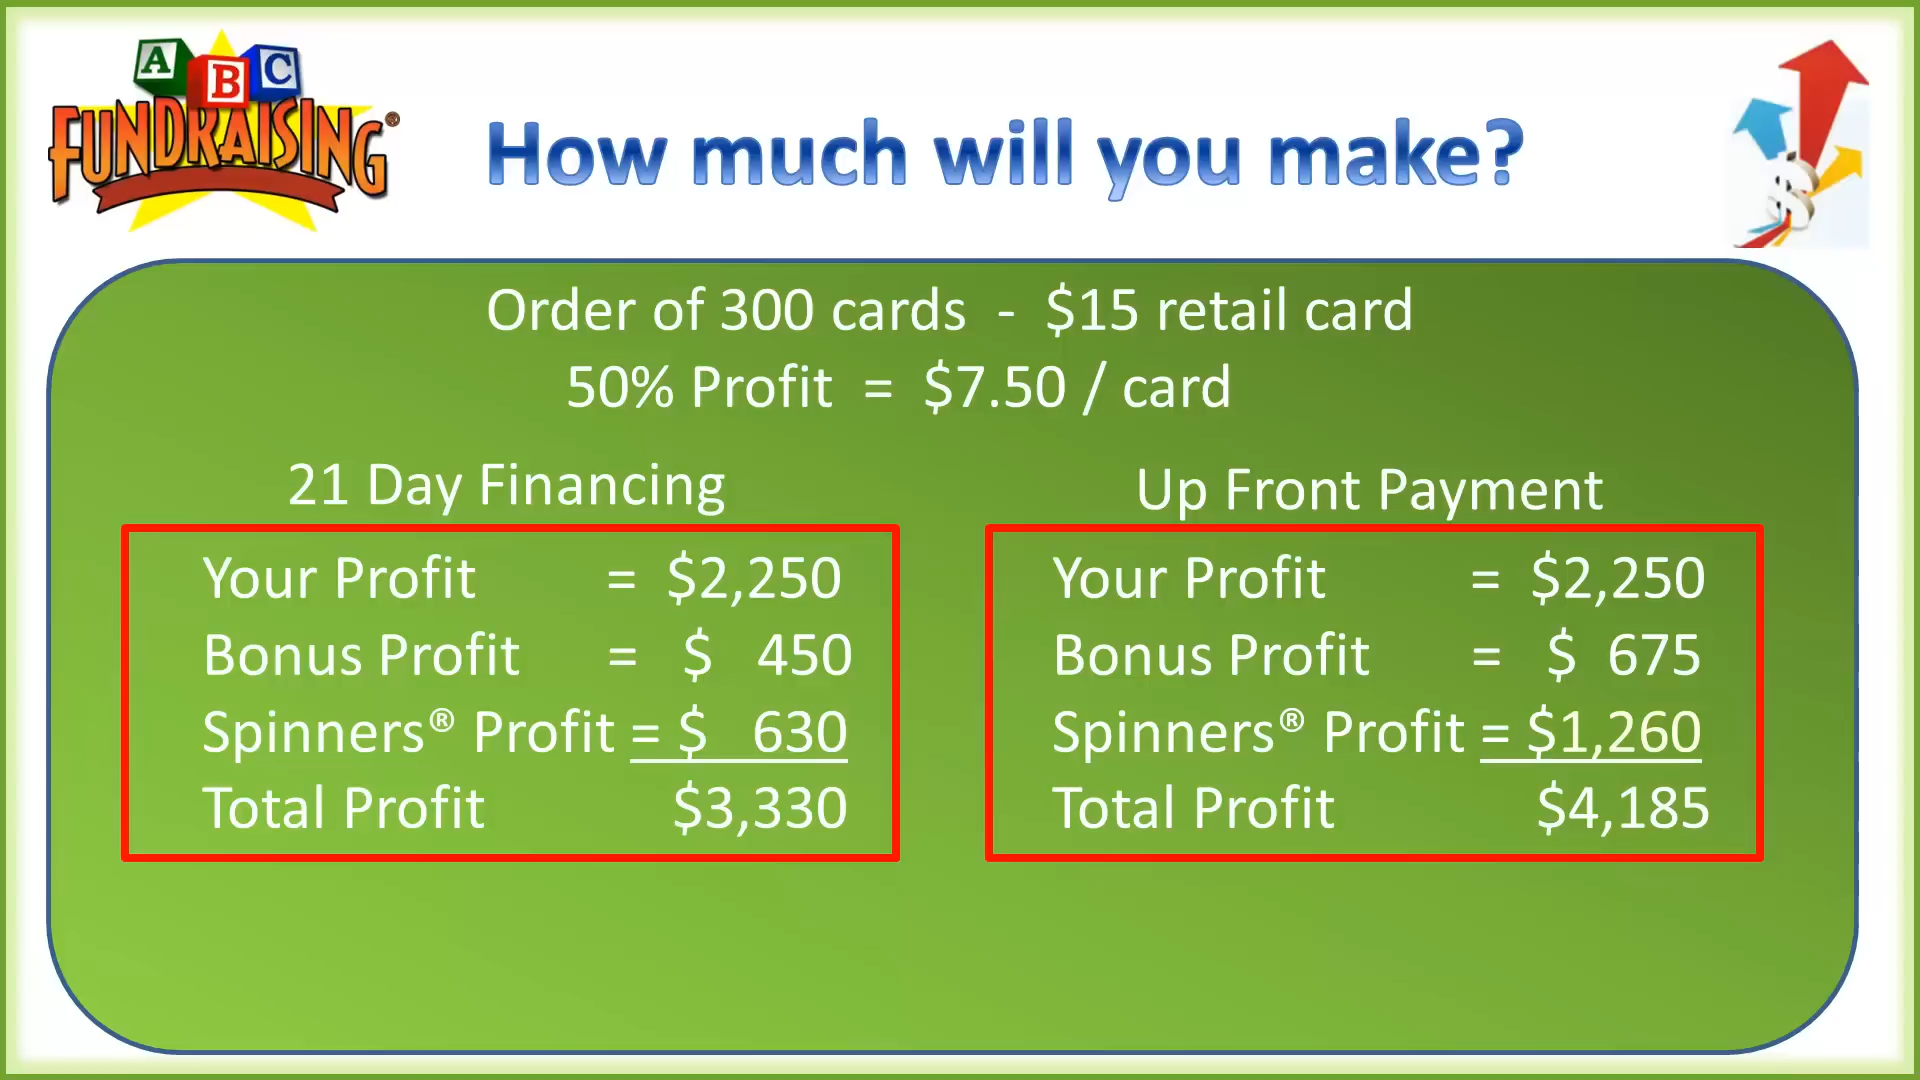 A B C
FUNDRAISING®
How much will you make?
Order of 300 cards - $15 retail card
50% Profit = $7.50 / card
21 Day Financing
Your Profit = $2,250
Bonus Profit = $ 450
Spinners® Profit = $ 630
Total Profit $3,330
Up Front Payment
Your Profit = $2,250
Bonus Profit = $ 675
Spinners® Profit = $1,260
Total Profit $4,185